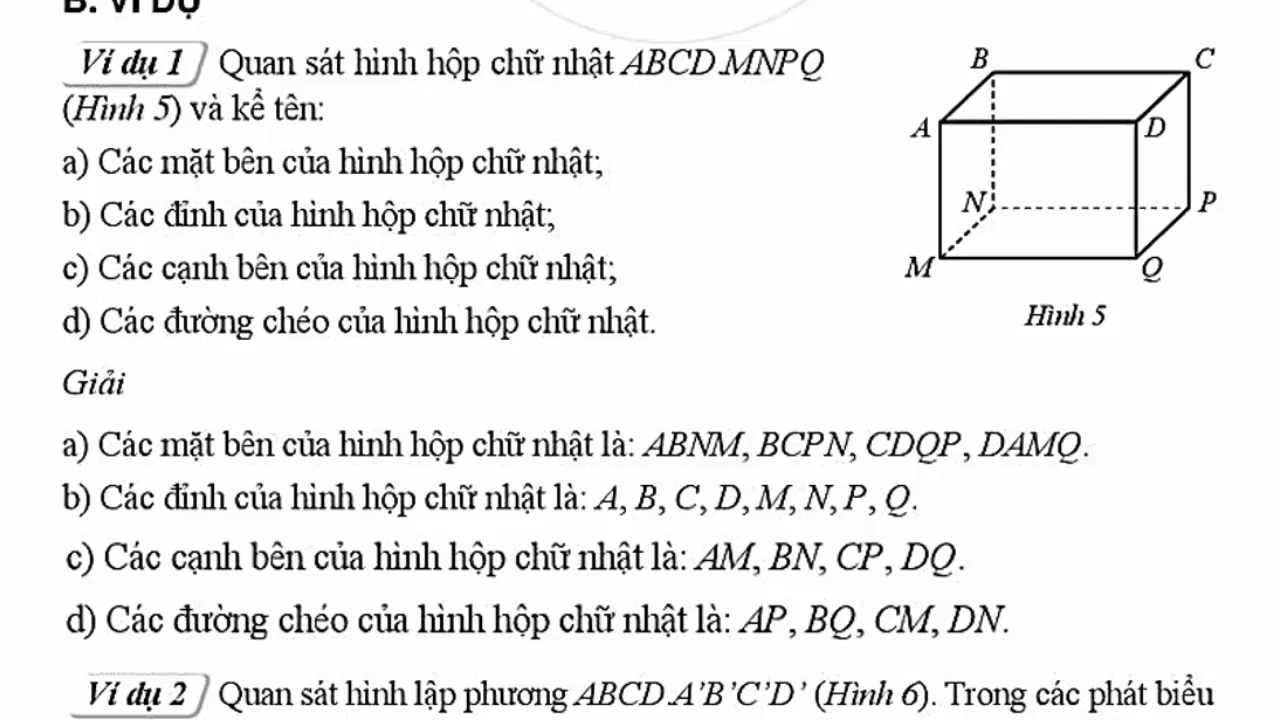 B. VÍ DỤ
Ví dụ 1 Quan sát hình hộp chữ nhật ABCD.MNPQ
(Hình 5) và kể tên:
a) Các mặt bên của hình hộp chữ nhật;
b) Các đỉnh của hình hộp chữ nhật;
c) Các cạnh bên của hình hộp chữ nhật;
d) Các đường chéo của hình hộp chữ nhật.
B
C
A
D
N
P
M
Q
Hình 5
Giải
a) Các mặt bên của hình hộp chữ nhật là: ABNM, BCPN, CDQP, DAMQ.
b) Các đỉnh của hình hộp chữ nhật là: A, B, C, D, M, N, P, Q.
c) Các cạnh bên của hình hộp chữ nhật là: AM, BN, CP, DQ.
d) Các đường chéo của hình hộp chữ nhật là: AP, BQ, CM, DN.
Ví dụ 2 Quan sát hình lập phương ABCD.A’B’C’D’ (Hình 6). Trong các phát biểu